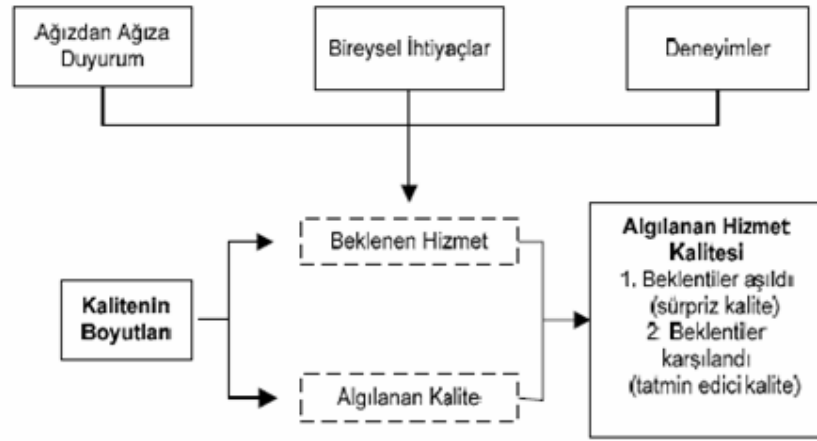 Ağızdan Ağıza
Duyurum
Bireysel İhtiyaçlar
Deneyimler
Beklenen Hizmet
Kalitenin
Boyutları
Algılanan Kalite
Algılanan Hizmet
Kalitesi
1. Beklentiler aşıldı
(sürpriz kalite)
2. Beklentiler
karşılandı
(tatmin edici kalite)